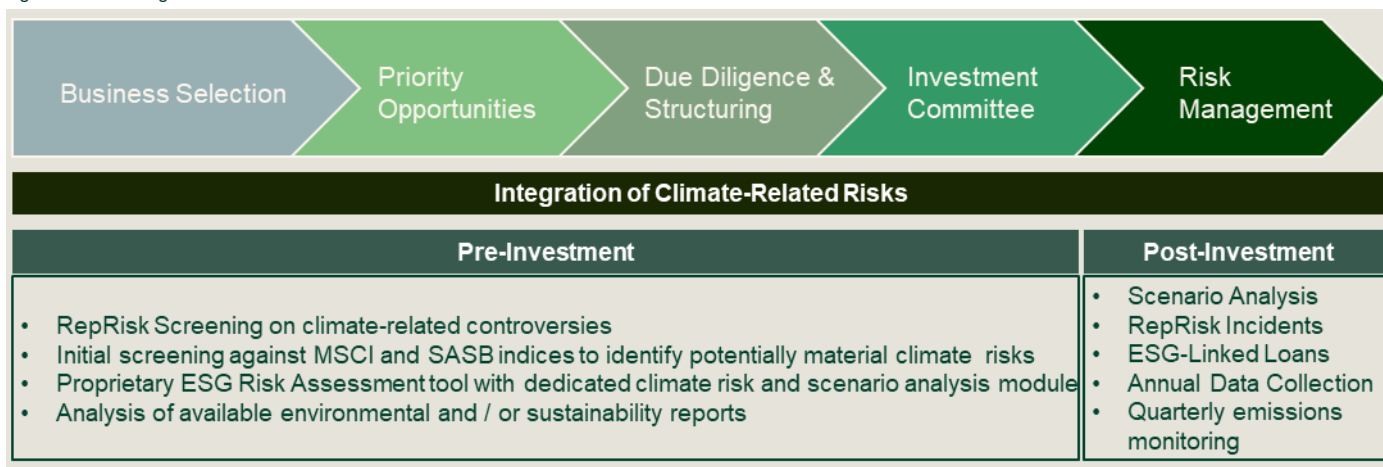 Business Selection
Priority
Opportunities
Due Diligence &
Structuring
Investment
Committee
Risk
Management
Integration of Climate-Related Risks
Pre-Investment
Post-Investment
• RepRisk Screening on climate-related controversies
• Initial screening against MSCI and SASB indices to identify potentially material climate risks
• Proprietary ESG Risk Assessment tool with dedicated climate risk and scenario analysis module
• Analysis of available environmental and / or sustainability reports
• Scenario Analysis
• RepRisk Incidents
• ESG-Linked Loans
• Annual Data Collection
• Quarterly emissions
monitoring